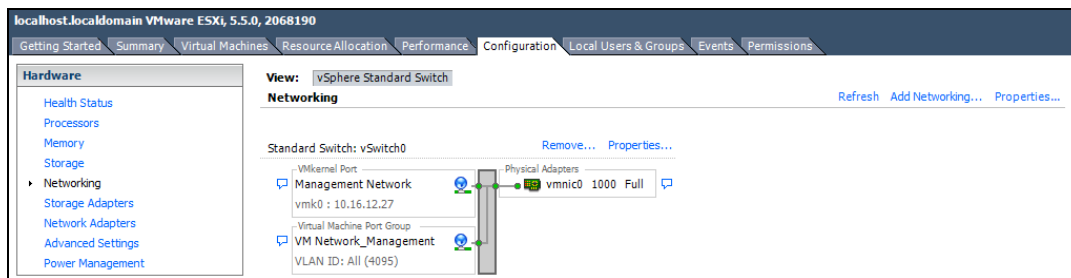 localhost.localdomain VMware ESXi, 5.5.0, 2068190
Getting Started Summary Virtual Machines Resource Allocation Performance Configuration Local Users & Groups Events Permissions
Hardware
Health Status
Processors
Memory
Storage
Networking
Storage Adapters
Network Adapters
Advanced Settings
Power Management
View: vSphere Standard Switch
Networking
Refresh Add Networking... Properties...
Standard Switch: vSwitch0 Remove... Properties...
VMkernel Port
Management Network
vmk0 : 10.16.12.27
Virtual Machine Port Group
VM Network_Management
VLAN ID: All (4095)
Physical Adapters
vmnic0 1000 Full